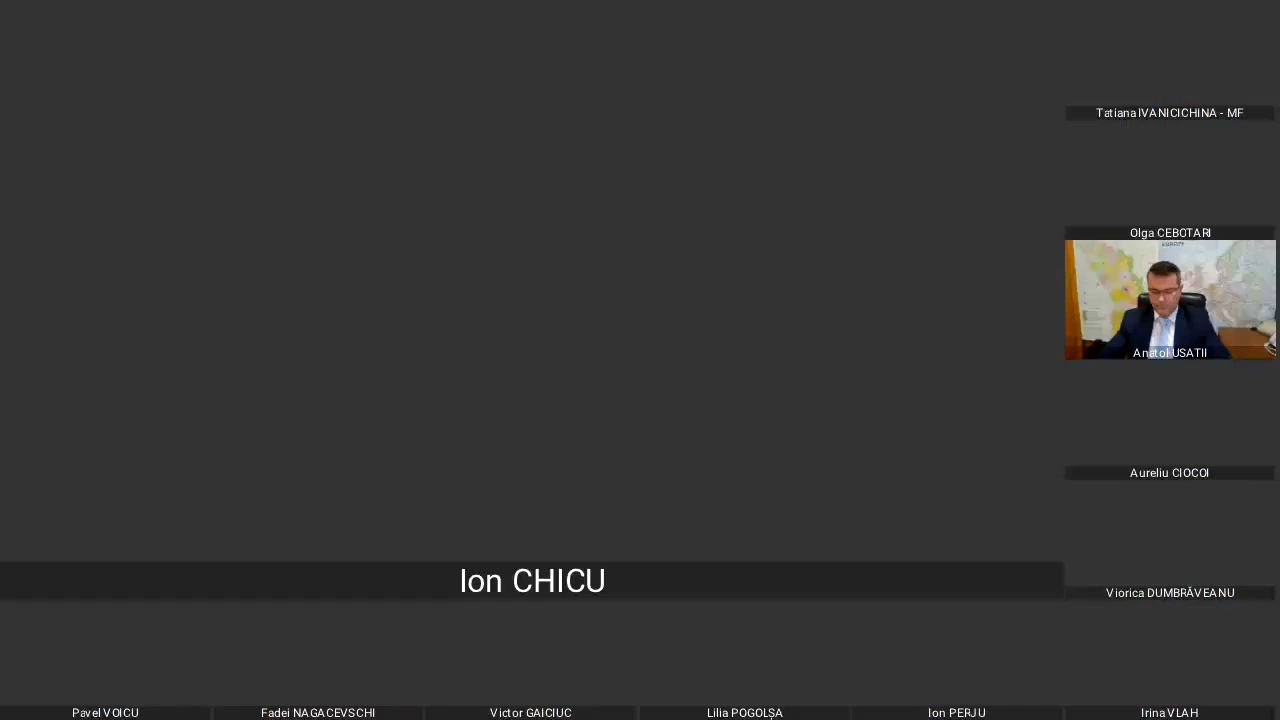 Tatiana IVANICICHINA - MF
Olga CEBOTARI
EUROPA
Anatol USATII
Aureliu CIOCOI
Ion CHICU
Viorica DUMBRĂVEANU
Pavel VOICU
Fadei NAGACEVSCHI
Victor GAICIUC
Lilia POGOLȘA
Ion PERJU
Irina VLAH